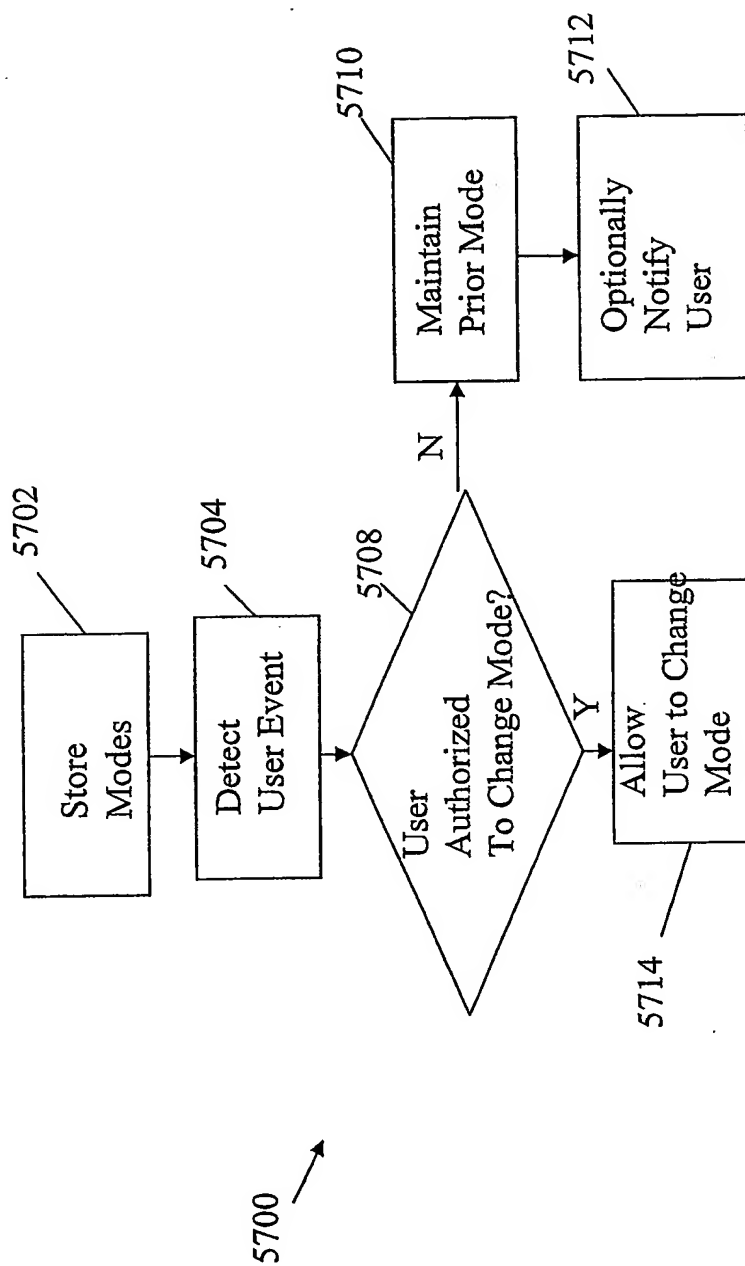 5700
5702
Store
Modes
5704
Detect
User Event
5708
User
Authorized
To Change Mode?
N
5710
Maintain
Prior Mode
5712
Optionally
Notify
User
Y
5714
Allow
User to Change
Mode